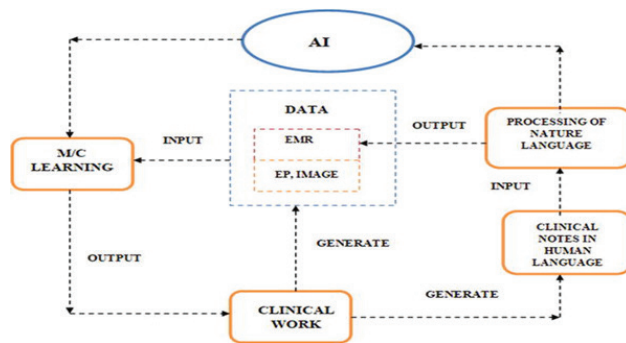 AI
DATA
EMR
EP, IMAGE
INPUT
M/C
LEARNING
OUTPUT
PROCESSING OF
NATURE
LANGUAGE
INPUT
CLINICAL
NOTES IN
HUMAN
LANGUAGE
OUTPUT
GENERATE
GENERATE
CLINICAL
WORK